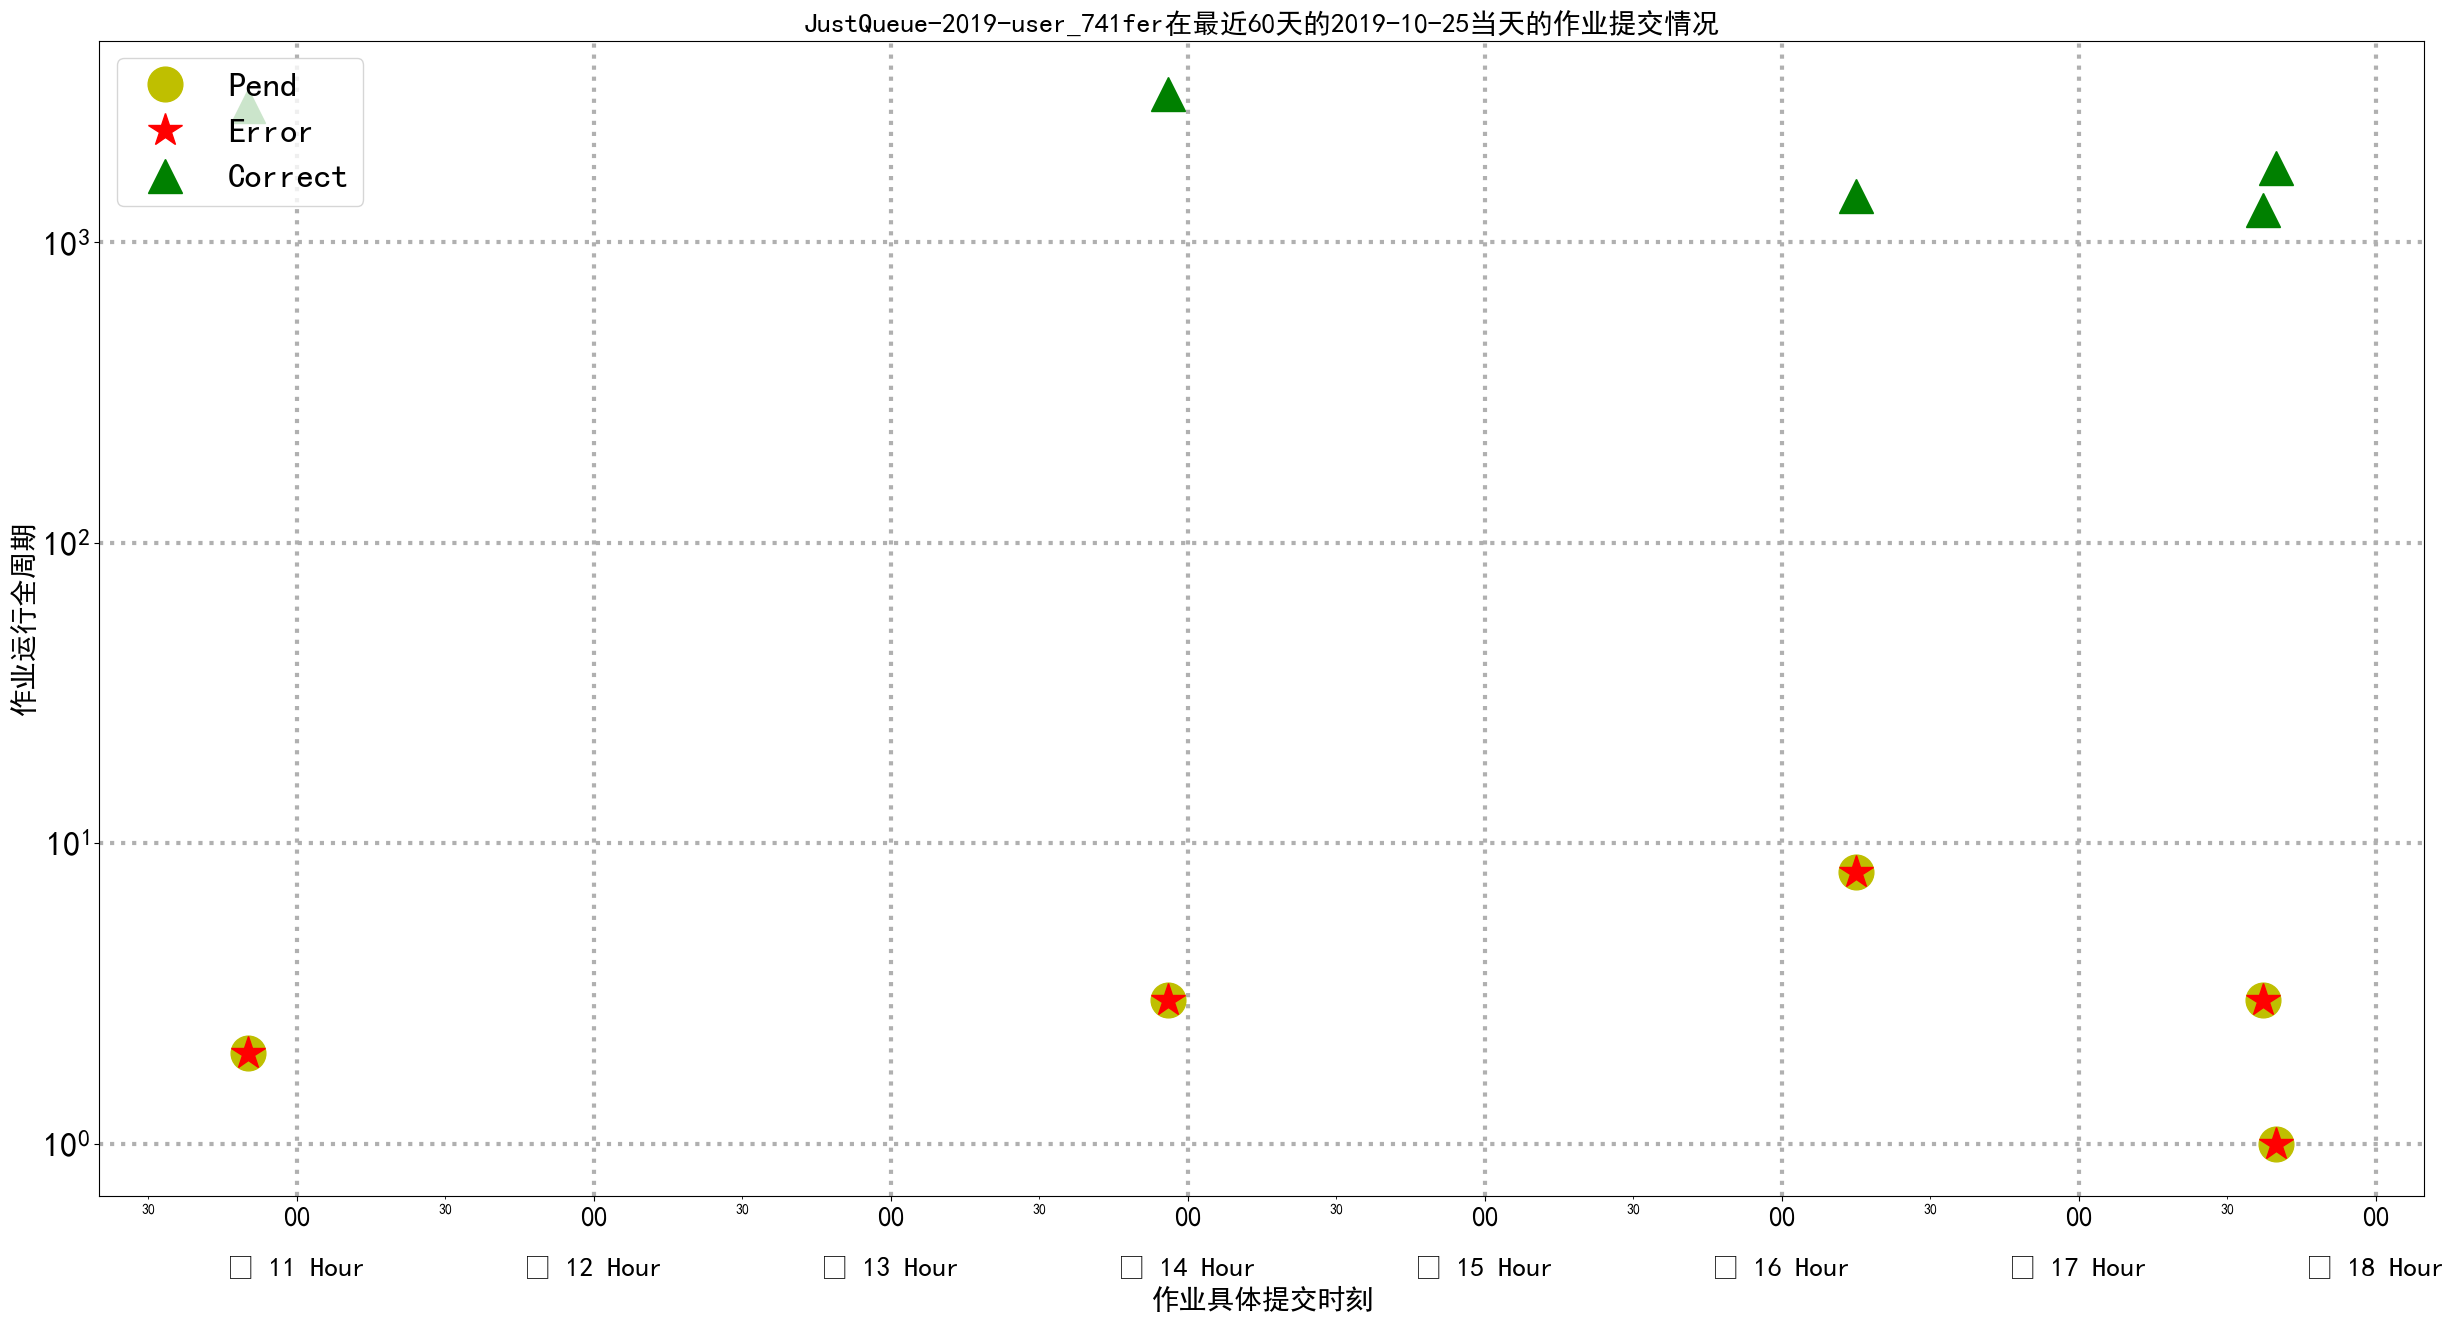 JustQueue-2019-user_741fer在最近60天的2019-10-25当天的作业提交情况
Pend
Error
Correct
作业运行全周期
10³
10²
10¹
10⁰
30 00 30 00 30 00 30 00 30 00 30 00 30 00 30 00
□ 11 Hour □ 12 Hour □ 13 Hour □ 14 Hour □ 15 Hour □ 16 Hour □ 17 Hour □ 18 Hour
作业具体提交时刻